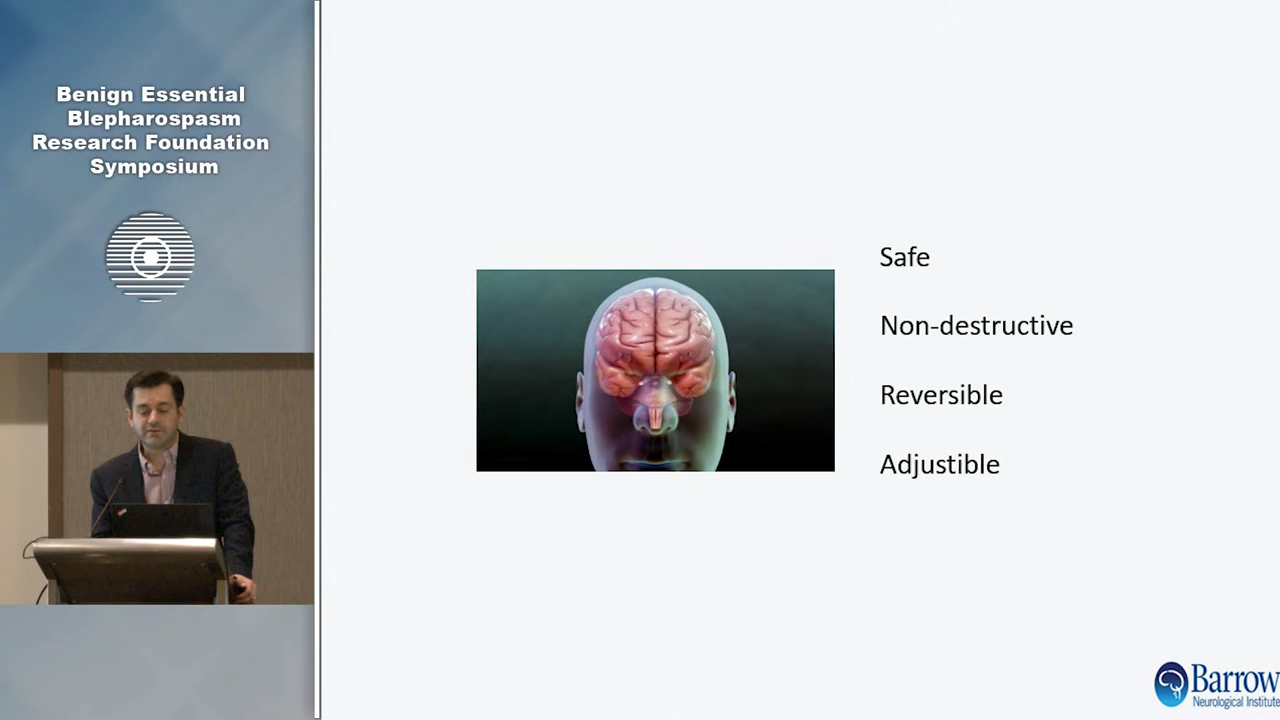 Benign Essential
Blepharospasm
Research Foundation
Symposium
Safe
Non-destructive
Reversible
Adjustible
Barrow
Neurological Institute